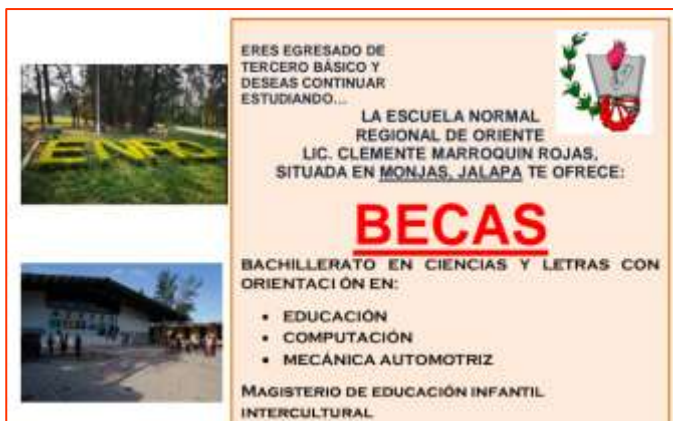 ENRO
ERES EGRESADO DE
TERCERO BÁSICO Y
DESEAS CONTINUAR
ESTUDIANDO...
LA ESCUELA NORMAL
REGIONAL DE ORIENTE
LIC. CLEMENTE MARROQUIN ROJAS,
SITUADA EN MONJAS, JALAPA TE OFRECE:
BECAS
BACHILLERATO EN CIENCIAS Y LETRAS CON
ORIENTACIÓN EN:
• EDUCACIÓN
• COMPUTACIÓN
• MECÁNICA AUTOMOTRIZ
MAGISTERIO DE EDUCACIÓN INFANTIL
INTERCULTURAL